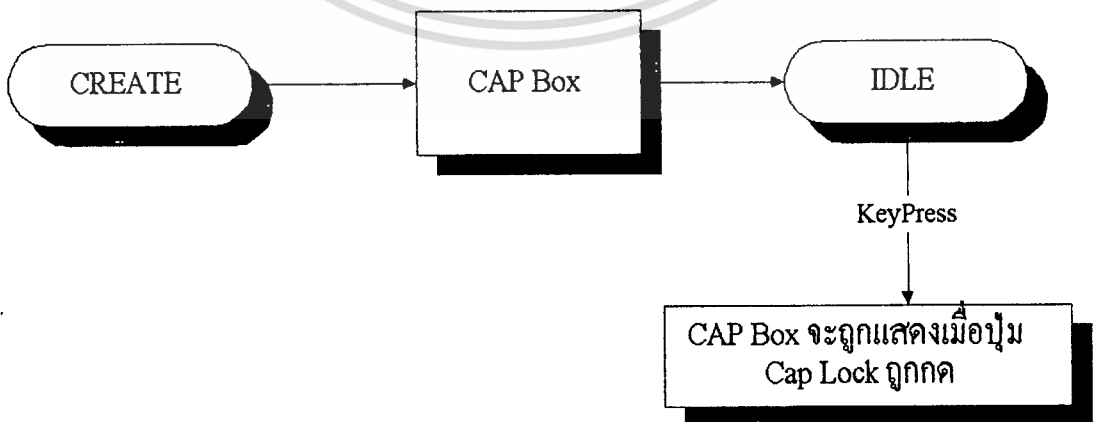 CREATE
CAP Box
IDLE
KeyPress
CAP Box จะถูกแสดงเมื่อปุ่ม
Cap Lock ถูกกด